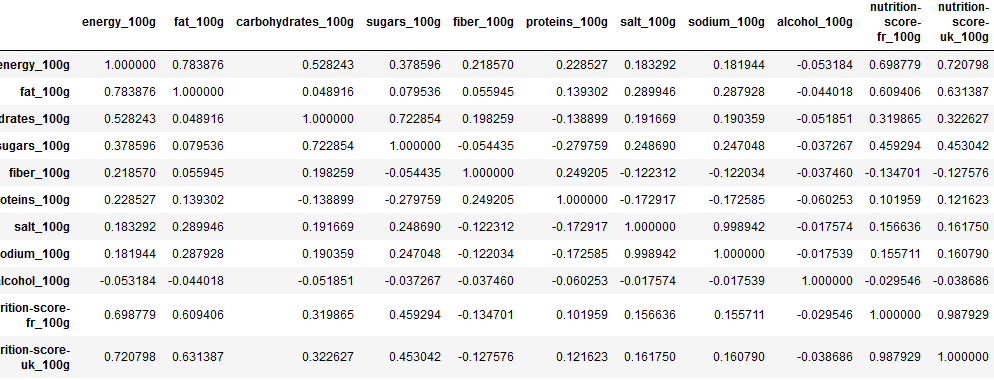 energy_100g fat_100g carbohydrates_100g sugars_100g fiber_100g proteins_100g salt_100g sodium_100g alcohol_100g nutrition-score-fr_100g nutrition-score-uk_100g
energy_100g 1.000000 0.783876 0.528243 0.378596 0.218570 0.228527 0.183292 0.181944 -0.053184 0.698779 0.720798
fat_100g 0.783876 1.000000 0.048916 0.079536 0.055945 0.139302 0.289946 0.287928 -0.044018 0.609406 0.631387
drates_100g 0.528243 0.048916 1.000000 0.722854 0.198259 -0.138899 0.191669 0.190359 -0.051851 0.319865 0.322627
sugars_100g 0.378596 0.079536 0.722854 1.000000 -0.054435 -0.279759 0.248690 0.247048 -0.037267 0.459294 0.453042
fiber_100g 0.218570 0.055945 0.198259 -0.054435 1.000000 0.249205 -0.122312 -0.122034 -0.037460 -0.134701 -0.127576
oteins_100g 0.228527 0.139302 -0.138899 -0.279759 0.249205 1.000000 -0.172917 -0.172585 -0.060253 0.101959 0.121623
salt_100g 0.183292 0.289946 0.191669 0.248690 -0.122312 -0.172917 1.000000 0.998942 -0.017574 0.156636 0.161750
odium_100g 0.181944 0.287928 0.190359 0.247048 -0.122034 -0.172585 0.998942 1.000000 -0.017539 0.155711 0.160790
lcohol_100g -0.053184 -0.044018 -0.051851 -0.037267 -0.037460 -0.060253 -0.017574 -0.017539 1.000000 -0.029546 -0.038686
rition-score-fr_100g 0.698779 0.609406 0.319865 0.459294 -0.134701 0.101959 0.156636 0.155711 -0.029546 1.000000 0.987929
rition-score-uk_100g 0.720798 0.631387 0.322627 0.453042 -0.127576 0.121623 0.161750 0.160790 -0.038686 0.987929 1.000000